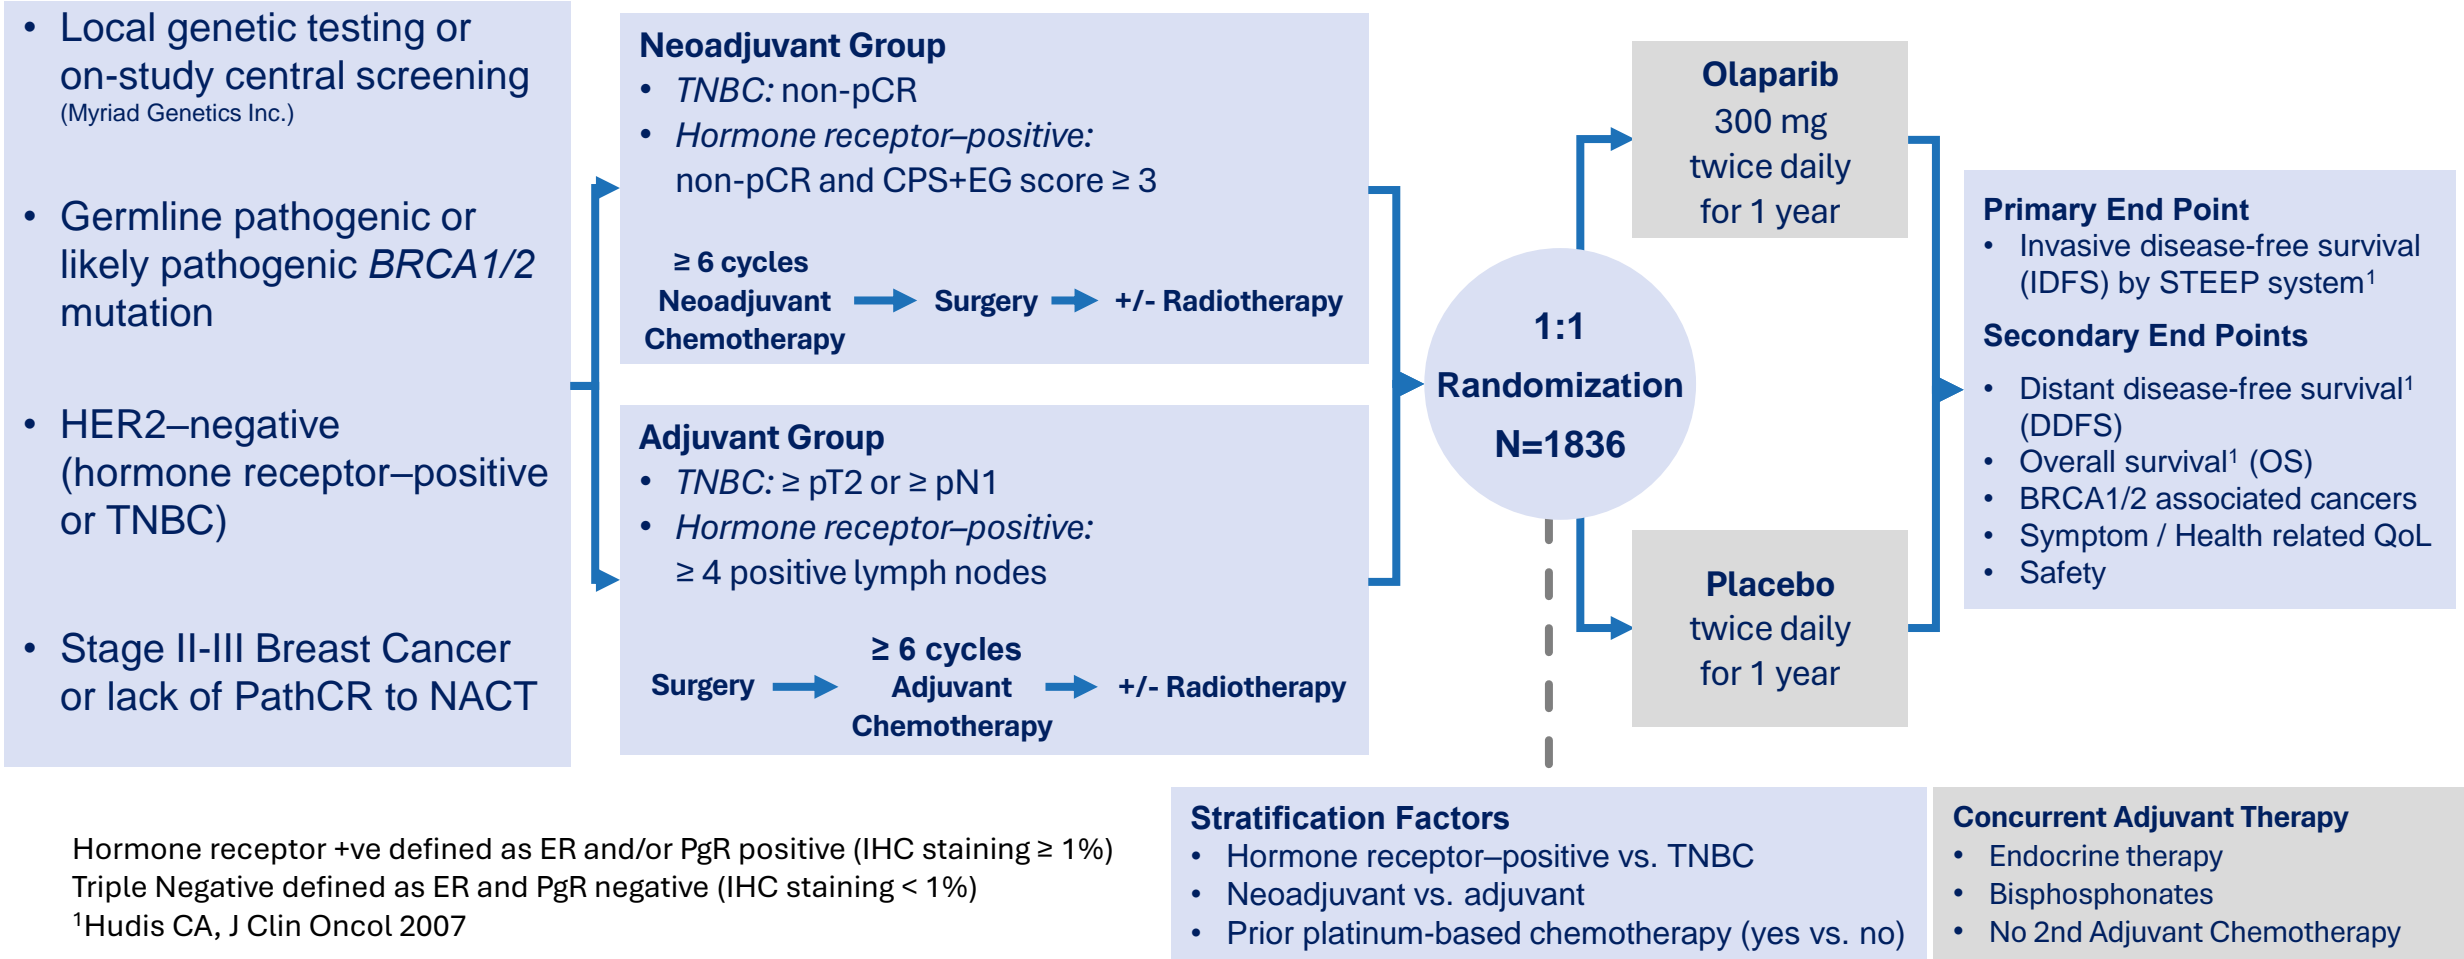 • Local genetic testing or
on-study central screening
(Myriad Genetics Inc.)
• Germline pathogenic or
likely pathogenic BRCA1/2
mutation
• HER2–negative
(hormone receptor–positive
or TNBC)
• Stage II-III Breast Cancer
or lack of PathCR to NACT
Neoadjuvant Group
• TNBC: non-pCR
• Hormone receptor–positive:
non-pCR and CPS+EG score ≥ 3
≥ 6 cycles
Neoadjuvant
Chemotherapy
Surgery
+/- Radiotherapy
Adjuvant Group
• TNBC: ≥ pT2 or ≥ pN1
• Hormone receptor–positive:
≥ 4 positive lymph nodes
Surgery
≥ 6 cycles
Adjuvant
Chemotherapy
+/- Radiotherapy
1:1
Randomization
N=1836
Olaparib
300 mg
twice daily
for 1 year
Placebo
twice daily
for 1 year
Primary End Point
• Invasive disease-free survival
(IDFS) by STEEP system¹
Secondary End Points
• Distant disease-free survival¹
(DDFS)
• Overall survival¹ (OS)
• BRCA1/2 associated cancers
• Symptom / Health related QoL
• Safety
Hormone receptor +ve defined as ER and/or PgR positive (IHC staining ≥ 1%)
Triple Negative defined as ER and PgR negative (IHC staining < 1%)
¹Hudis CA, J Clin Oncol 2007
Stratification Factors
• Hormone receptor–positive vs. TNBC
• Neoadjuvant vs. adjuvant
• Prior platinum-based chemotherapy (yes vs. no)
Concurrent Adjuvant Therapy
• Endocrine therapy
• Bisphosphonates
• No 2nd Adjuvant Chemotherapy